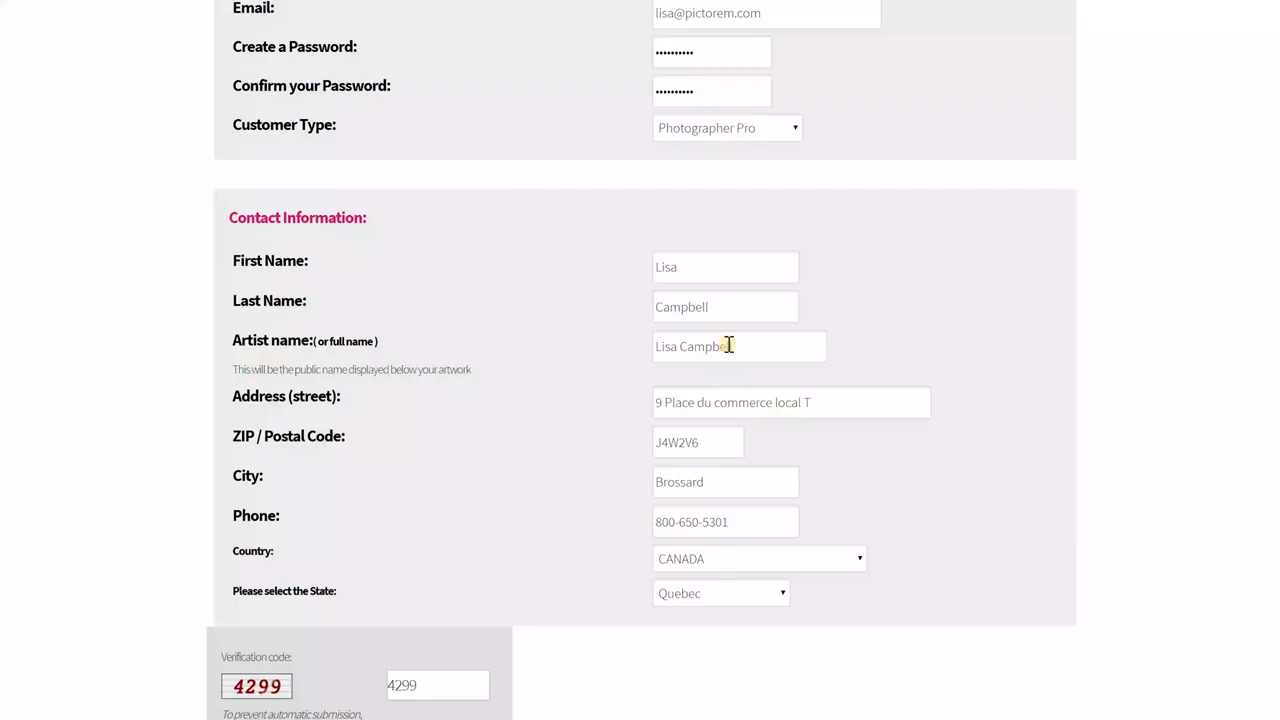 Email: lisa@pictorem.com
Create a Password: ••••••••••
Confirm your Password: ••••••••••
Customer Type: Photographer Pro
Contact Information:
First Name: Lisa
Last Name: Campbell
Artist name:( or full name ) Lisa Campbell
This will be the public name displayed below your artwork
Address (street): 9 Place du commerce local T
ZIP / Postal Code: J4W2V6
City: Brossard
Phone: 800-650-5301
Country: CANADA
Please select the State: Quebec
Verification code:
4299 4299
To prevent automatic submission,